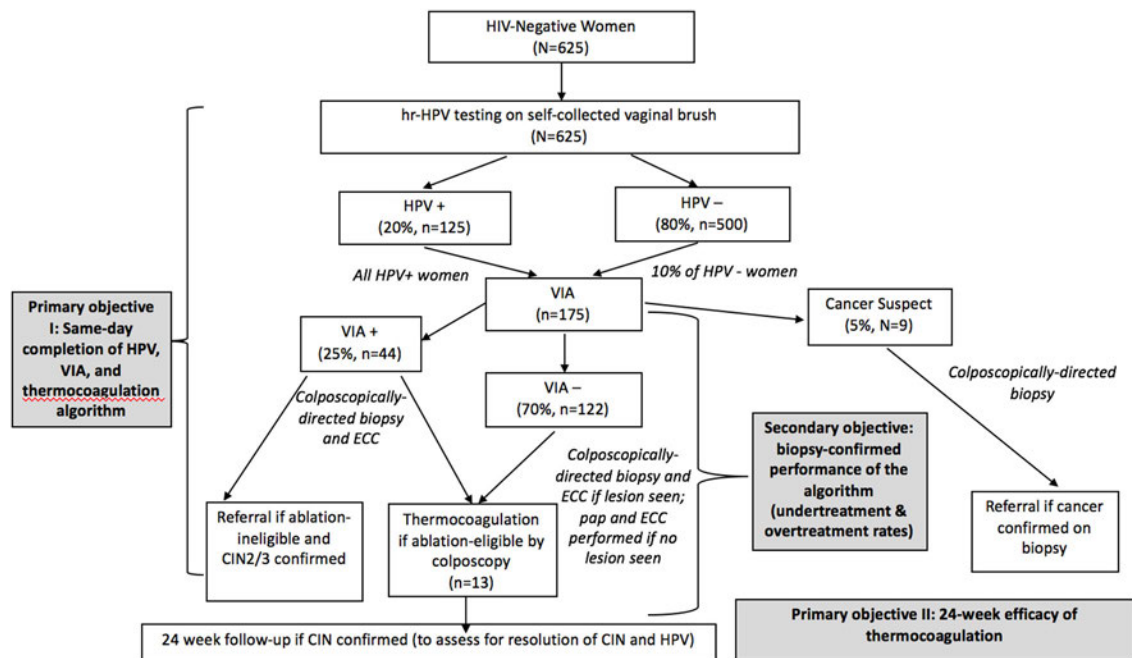 HIV-Negative Women
(N=625)
hr-HPV testing on self-collected vaginal brush
(N=625)
HPV +
(20%, n=125)
HPV –
(80%, n=500)
All HPV+ women
10% of HPV - women
VIA
(n=175)
Cancer Suspect
(5%, N=9)
Primary objective
I: Same-day
completion of HPV,
VIA, and
thermocoagulation
algorithm
VIA +
(25%, n=44)
VIA –
(70%, n=122)
Colposcopically-
directed biopsy
and ECC
Colposcopically-directed
biopsy
Colposcopically-
directed biopsy and
ECC if lesion seen;
pap and ECC
performed if no
lesion seen
Secondary objective:
biopsy-confirmed
performance of the
algorithm
(undertreatment &
overtreatment rates)
Referral if ablation-
ineligible and
CIN2/3 confirmed
Thermocoagulation
if ablation-eligible by
colposcopy
(n=13)
Referral if cancer
confirmed on
biopsy
24 week follow-up if CIN confirmed (to assess for resolution of CIN and HPV)
Primary objective II: 24-week efficacy of
thermocoagulation